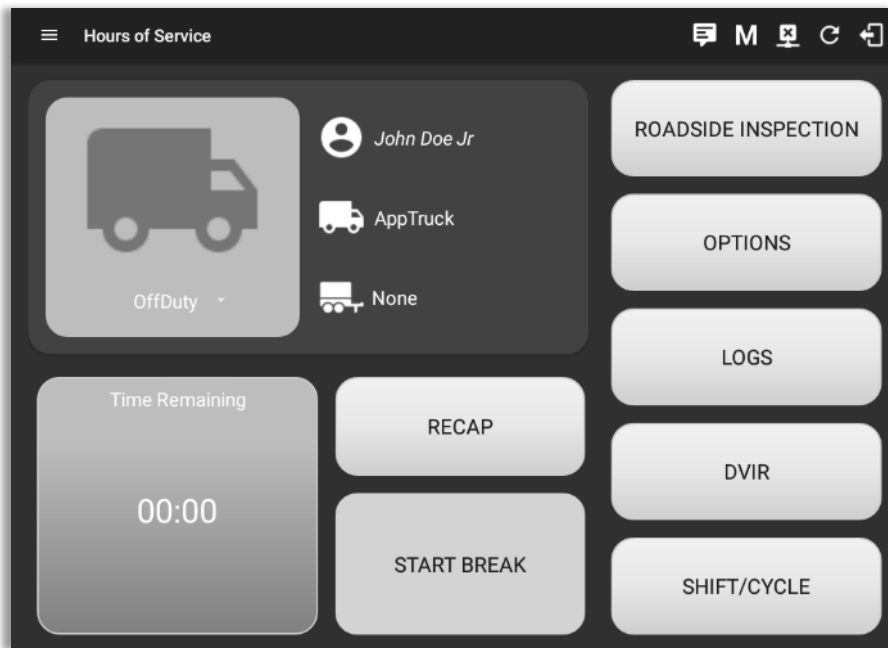 Hours of Service
M
John Doe Jr
AppTruck
OffDuty
None
Time Remaining
00:00
RECAP
START BREAK
ROADSIDE INSPECTION
OPTIONS
LOGS
DVIR
SHIFT/CYCLE